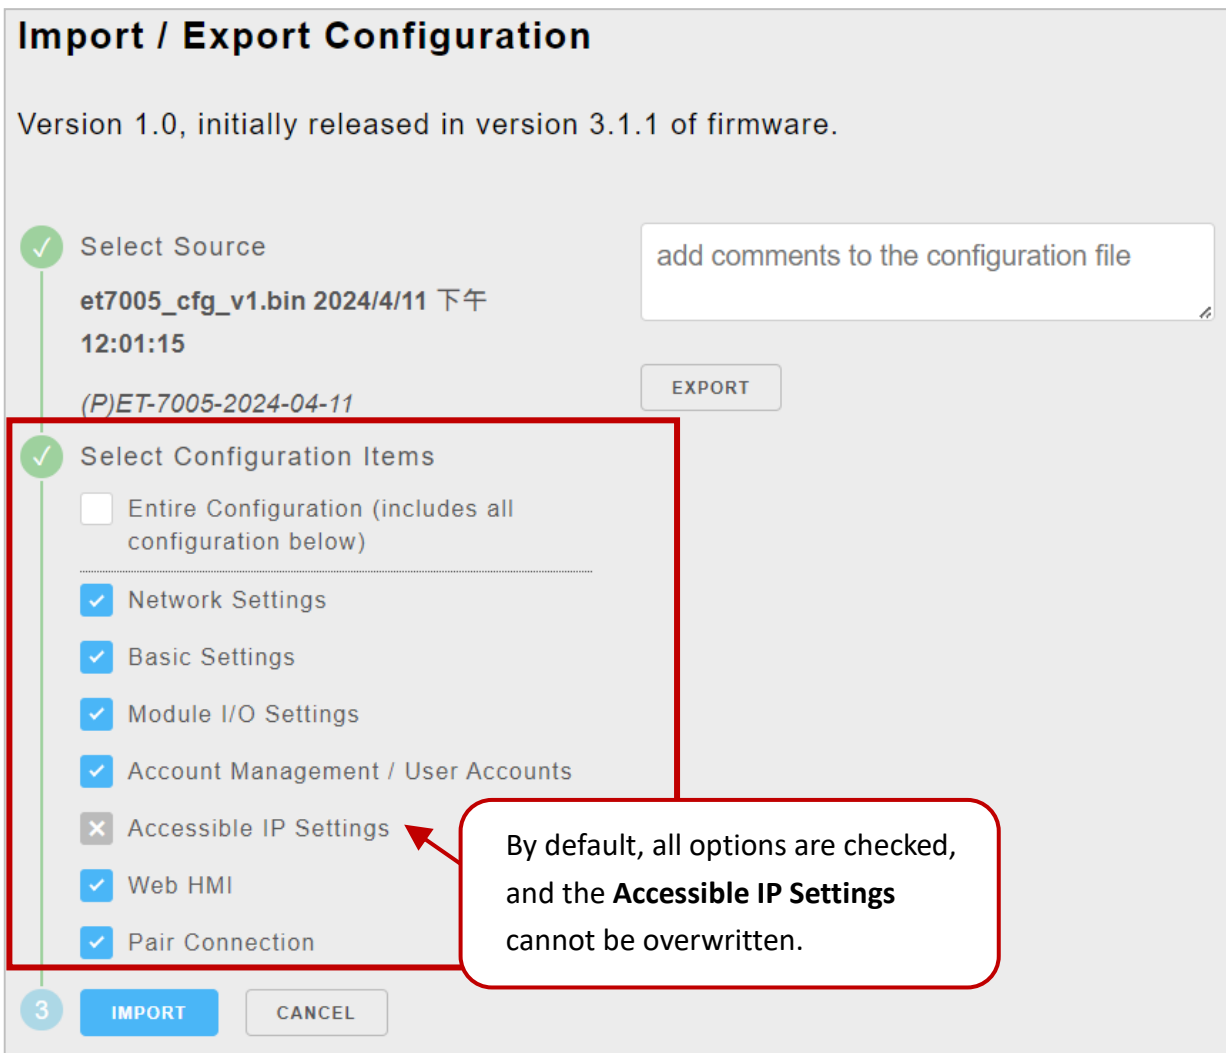 Import / Export Configuration
Version 1.0, initially released in version 3.1.1 of firmware.
Select Source
et7005_cfg_v1.bin 2024/4/11 下午
12:01:15
(P)ET-7005-2024-04-11
add comments to the configuration file
EXPORT
Select Configuration Items
Entire Configuration (includes all
configuration below)
Network Settings
Basic Settings
Module I/O Settings
Account Management / User Accounts
Accessible IP Settings
Web HMI
Pair Connection
By default, all options are checked,
and the Accessible IP Settings
cannot be overwritten.
3
IMPORT
CANCEL